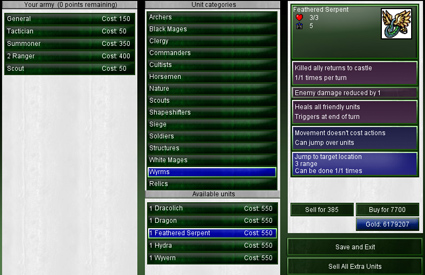 Your army (0 points remaining)
General Cost: 150
Tactician Cost: 50
Summoner Cost: 350
2 Ranger Cost: 400
Scout Cost: 50
Unit categories
Archers
Black Mages
Clergy
Commanders
Cultists
Horsemen
Nature
Scouts
Shapeshifters
Siege
Soldiers
Structures
White Mages
Wyrms
Relics
Available units
1 Dracolich Cost: 550
1 Dragon Cost: 550
1 Feathered Serpent Cost: 550
1 Hydra Cost: 550
1 Wyvern Cost: 550
Feathered Serpent
3/3
5
Killed ally returns to castle
1/1 times per turn
Enemy damage reduced by 1
Heals all friendly units
Triggers at end of turn
Movement doesn't cost actions
Can jump over units
Jump to target location
3 range
Can be done 1/1 times
Sell for 385
Buy for 7700
Gold: 6179207
Save and Exit
Sell All Extra Units